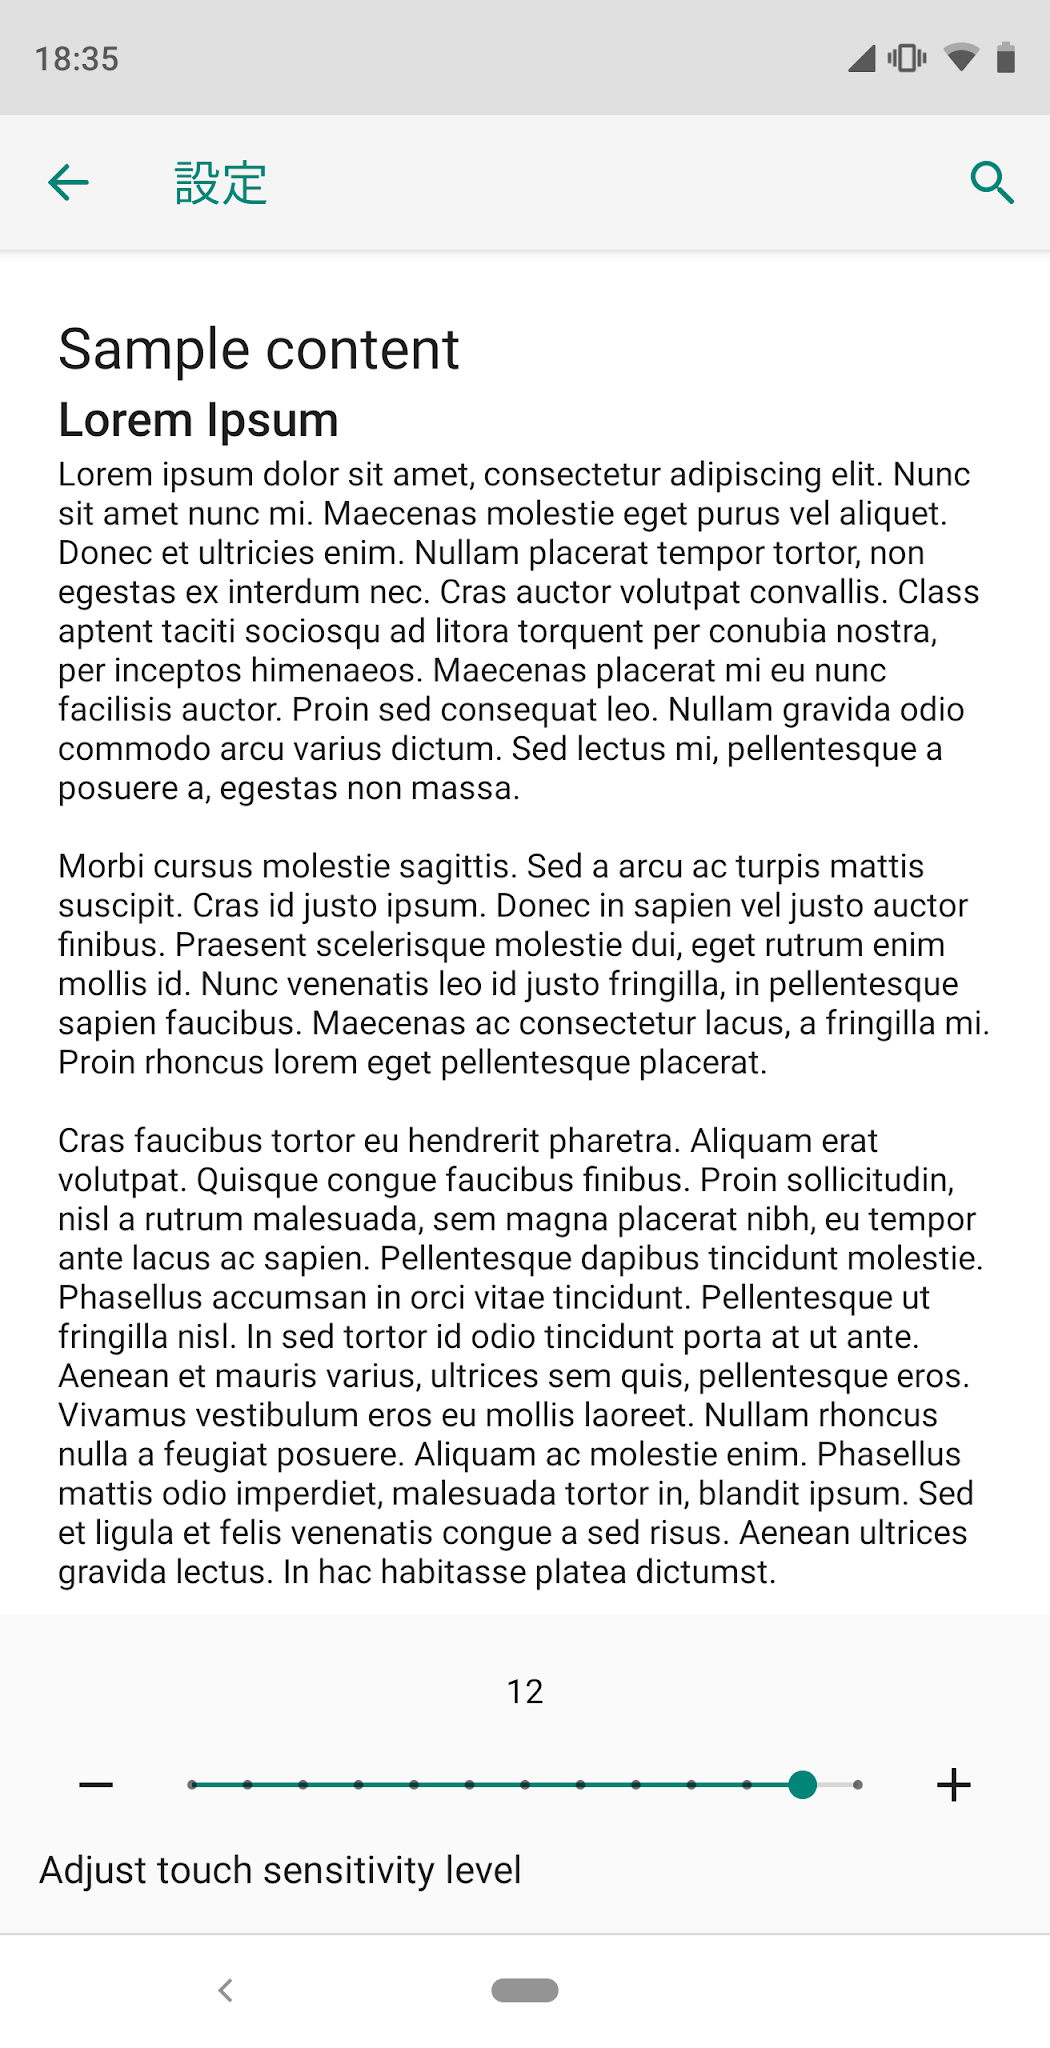 18:35
設定
Sample content
Lorem Ipsum
Lorem ipsum dolor sit amet, consectetur adipiscing elit. Nunc
sit amet nunc mi. Maecenas molestie eget purus vel aliquet.
Donec et ultricies enim. Nullam placerat tempor tortor, non
egestas ex interdum nec. Cras auctor volutpat convallis. Class
aptent taciti sociosqu ad litora torquent per conubia nostra,
per inceptos himenaeos. Maecenas placerat mi eu nunc
facilisis auctor. Proin sed consequat leo. Nullam gravida odio
commodo arcu varius dictum. Sed lectus mi, pellentesque a
posuere a, egestas non massa.
Morbi cursus molestie sagittis. Sed a arcu ac turpis mattis
suscipit. Cras id justo ipsum. Donec in sapien vel justo auctor
finibus. Praesent scelerisque molestie dui, eget rutrum enim
mollis id. Nunc venenatis leo id justo fringilla, in pellentesque
sapien faucibus. Maecenas ac consectetur lacus, a fringilla mi.
Proin rhoncus lorem eget pellentesque placerat.
Cras faucibus tortor eu hendrerit pharetra. Aliquam erat
volutpat. Quisque congue faucibus finibus. Proin sollicitudin,
nisl a rutrum malesuada, sem magna placerat nibh, eu tempor
ante lacus ac sapien. Pellentesque dapibus tincidunt molestie.
Phasellus accumsan in orci vitae tincidunt. Pellentesque ut
fringilla nisl. In sed tortor id odio tincidunt porta at ut ante.
Aenean et mauris varius, ultrices sem quis, pellentesque eros.
Vivamus vestibulum eros eu mollis laoreet. Nullam rhoncus
nulla a feugiat posuere. Aliquam ac molestie enim. Phasellus
mattis odio imperdiet, malesuada tortor in, blandit ipsum. Sed
et ligula et felis venenatis congue a sed risus. Aenean ultrices
gravida lectus. In hac habitasse platea dictumst.
12
Adjust touch sensitivity level